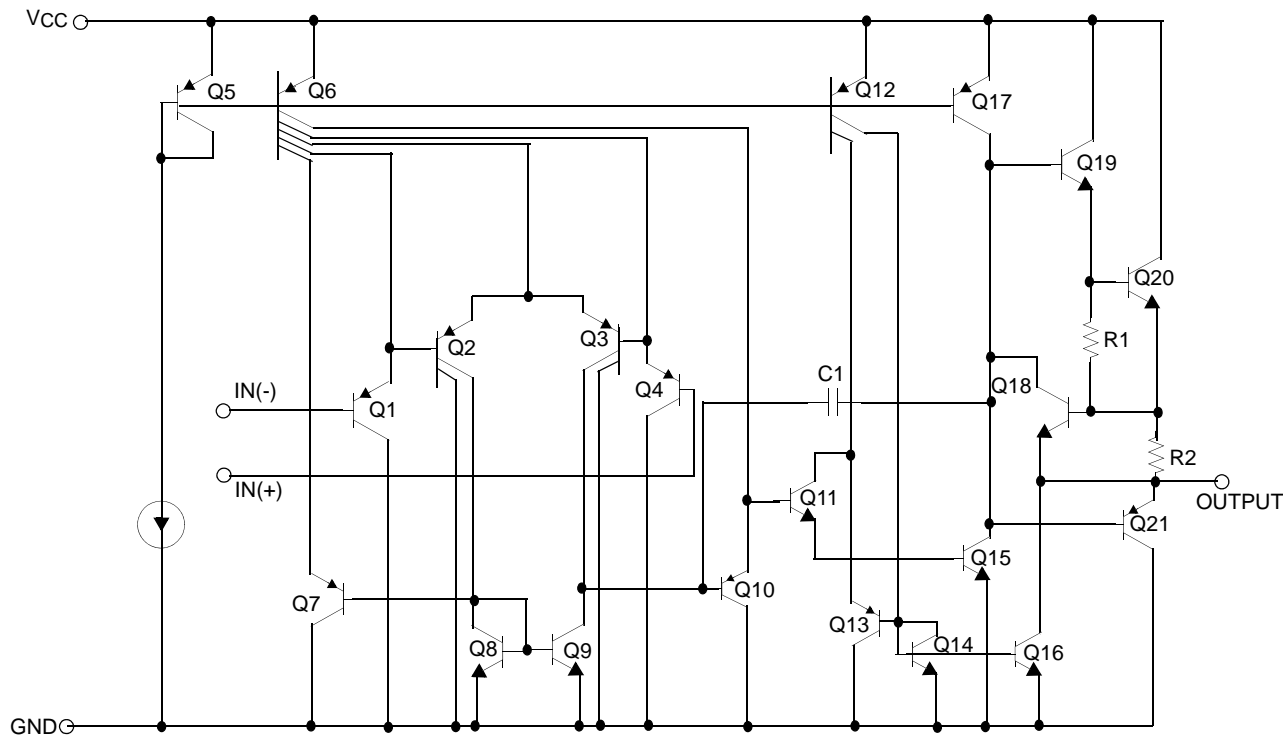 VCC
Q5
Q6
Q12
Q17
Q19
Q20
Q2
Q3
R1
C1
Q4
Q18
IN(-)
Q1
R2
IN(+)
Q11
OUTPUT
Q21
Q15
Q7
Q10
Q13
Q8
Q9
Q14
Q16
GND